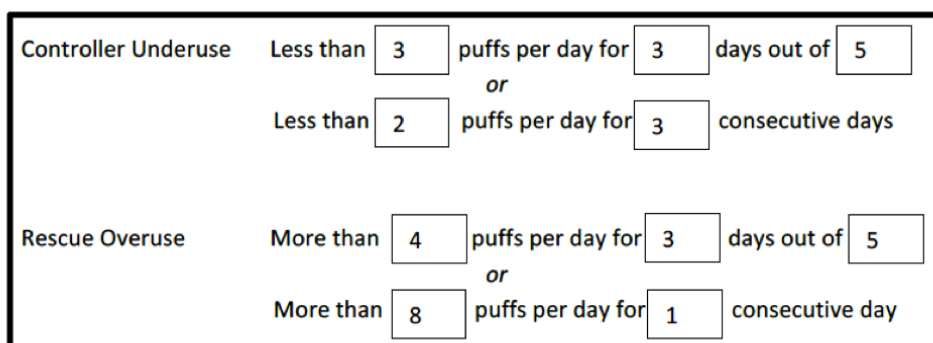 Controller Underuse Less than 3 puffs per day for 3 days out of 5
or
Less than 2 puffs per day for 3 consecutive days
Rescue Overuse More than 4 puffs per day for 3 days out of 5
or
More than 8 puffs per day for 1 consecutive day